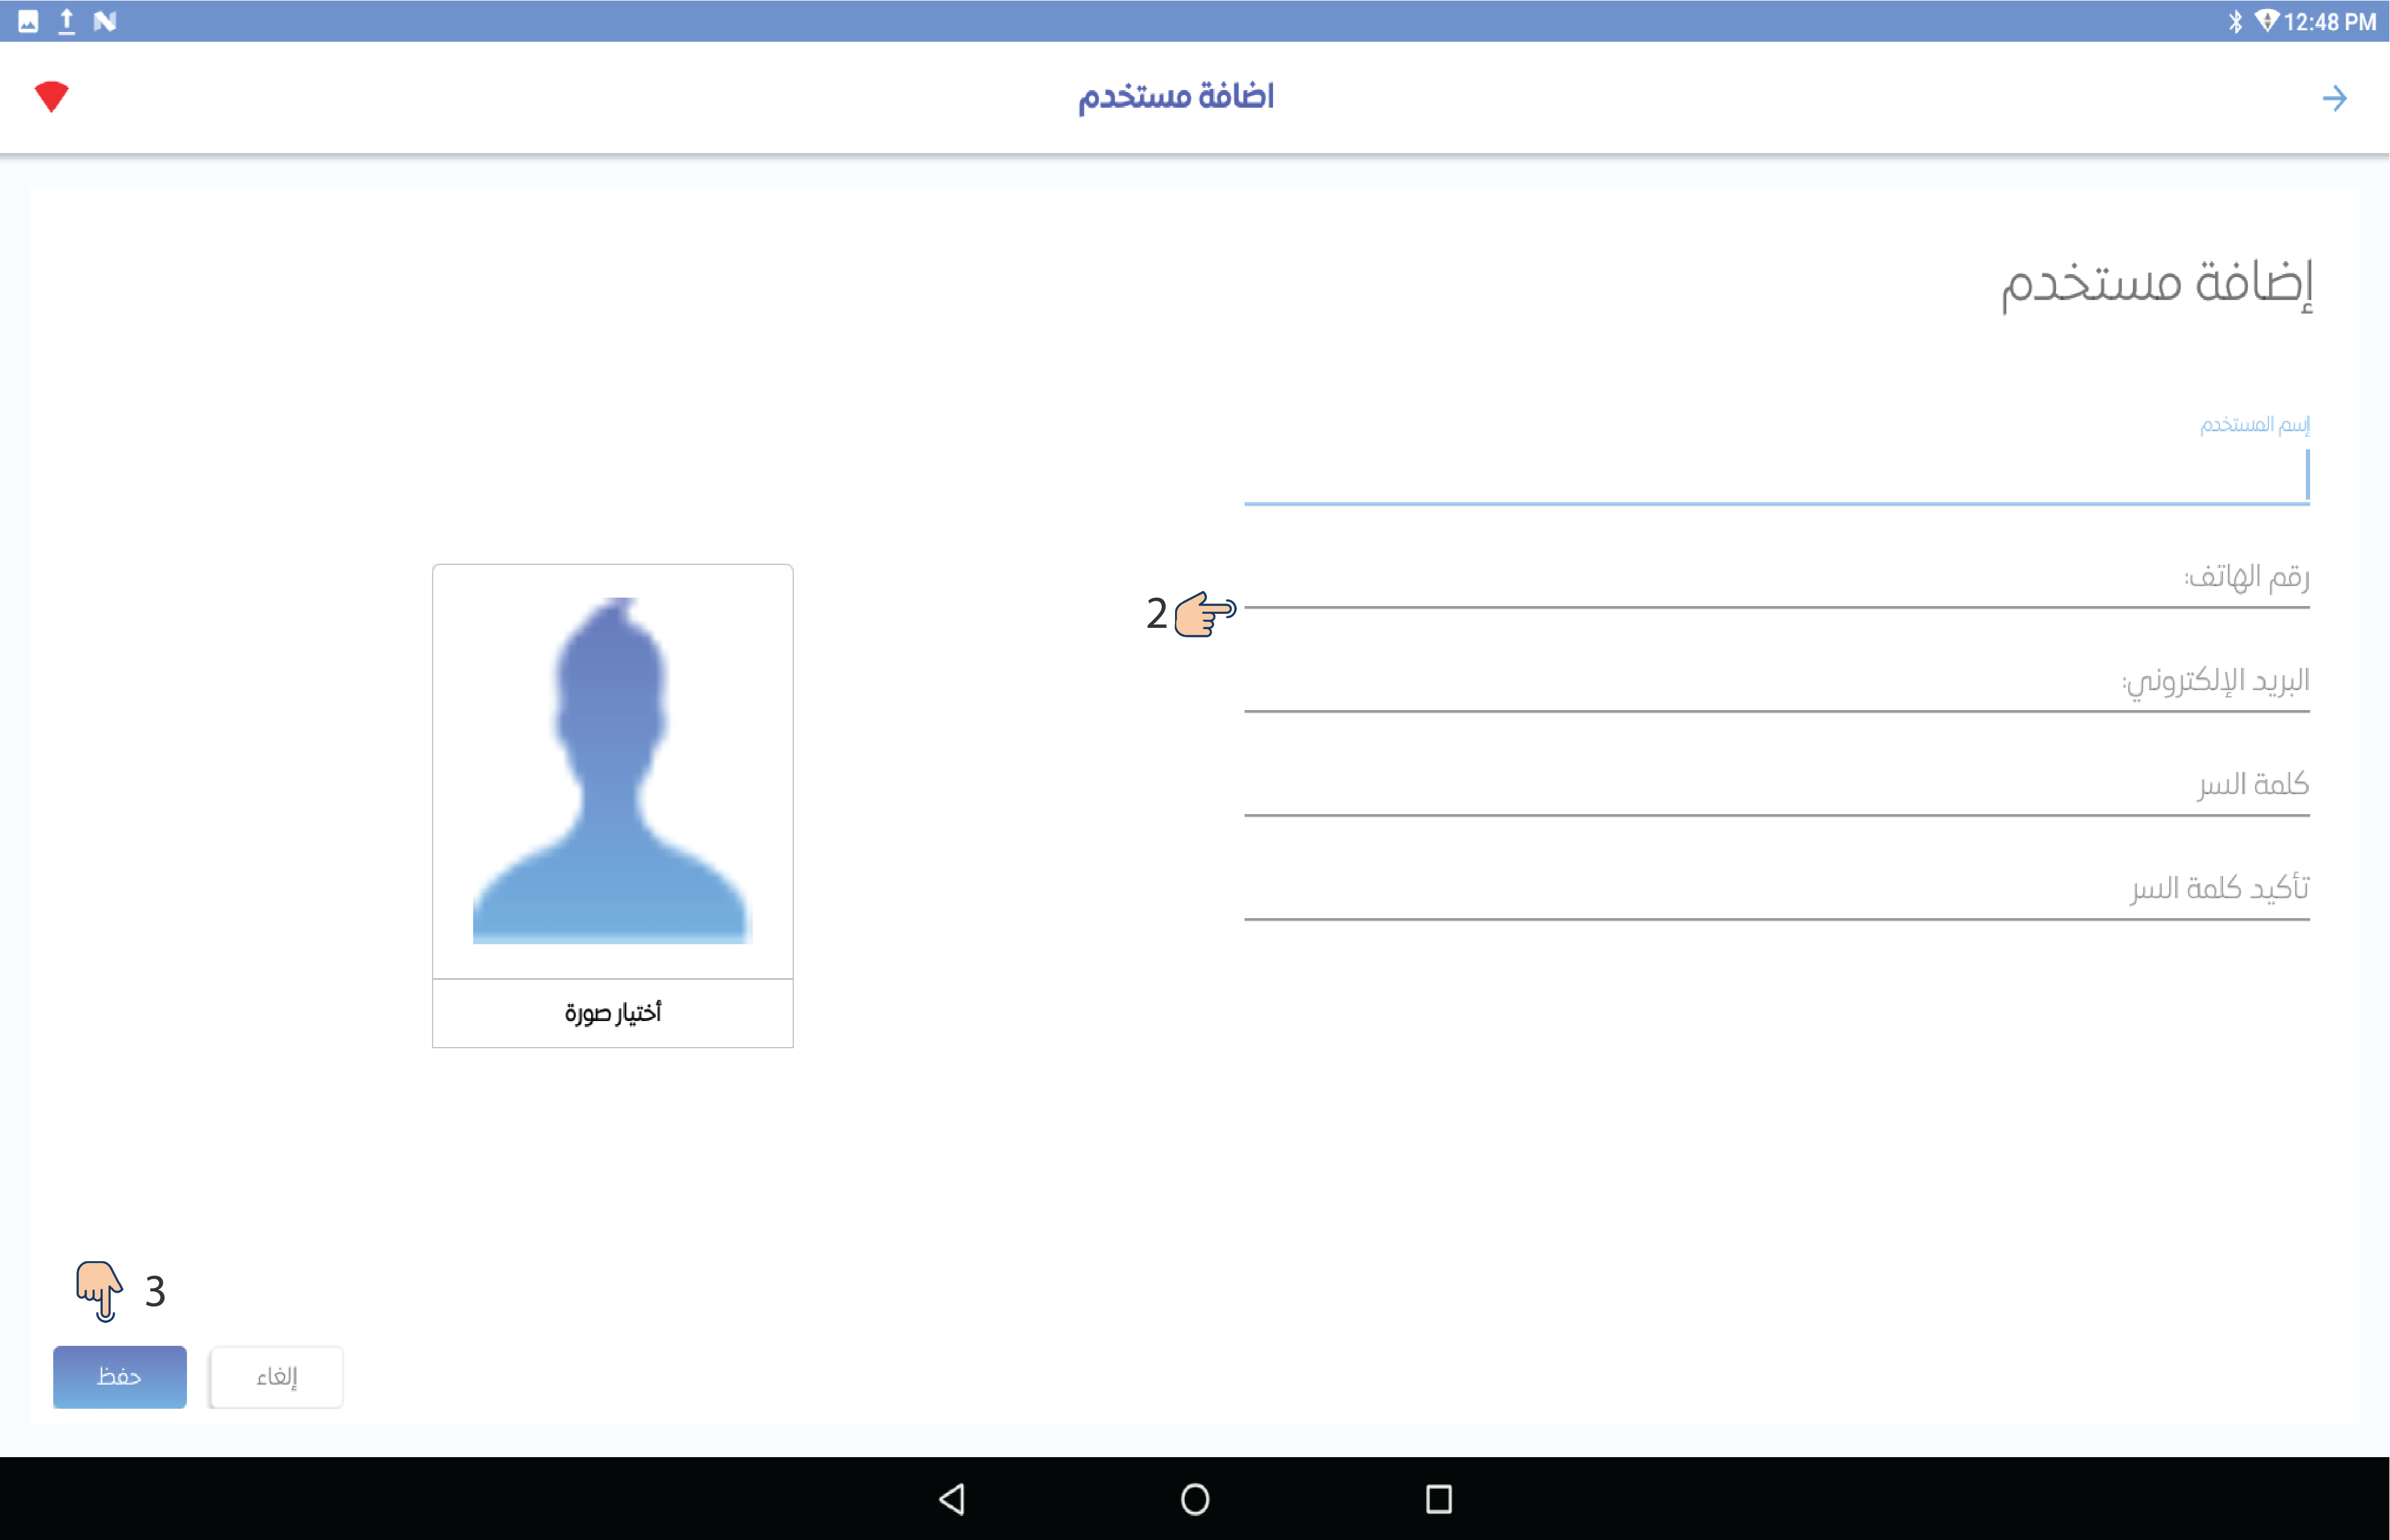 12:48 PM
اضافة مستخدم
إضافة مستخدم
إسم المستخدم
رقم الهاتف:
2
البريد الإلكتروني:
كلمة السر
تأكيد كلمة السر
أختيار صورة
3
إلغاء
حفظ